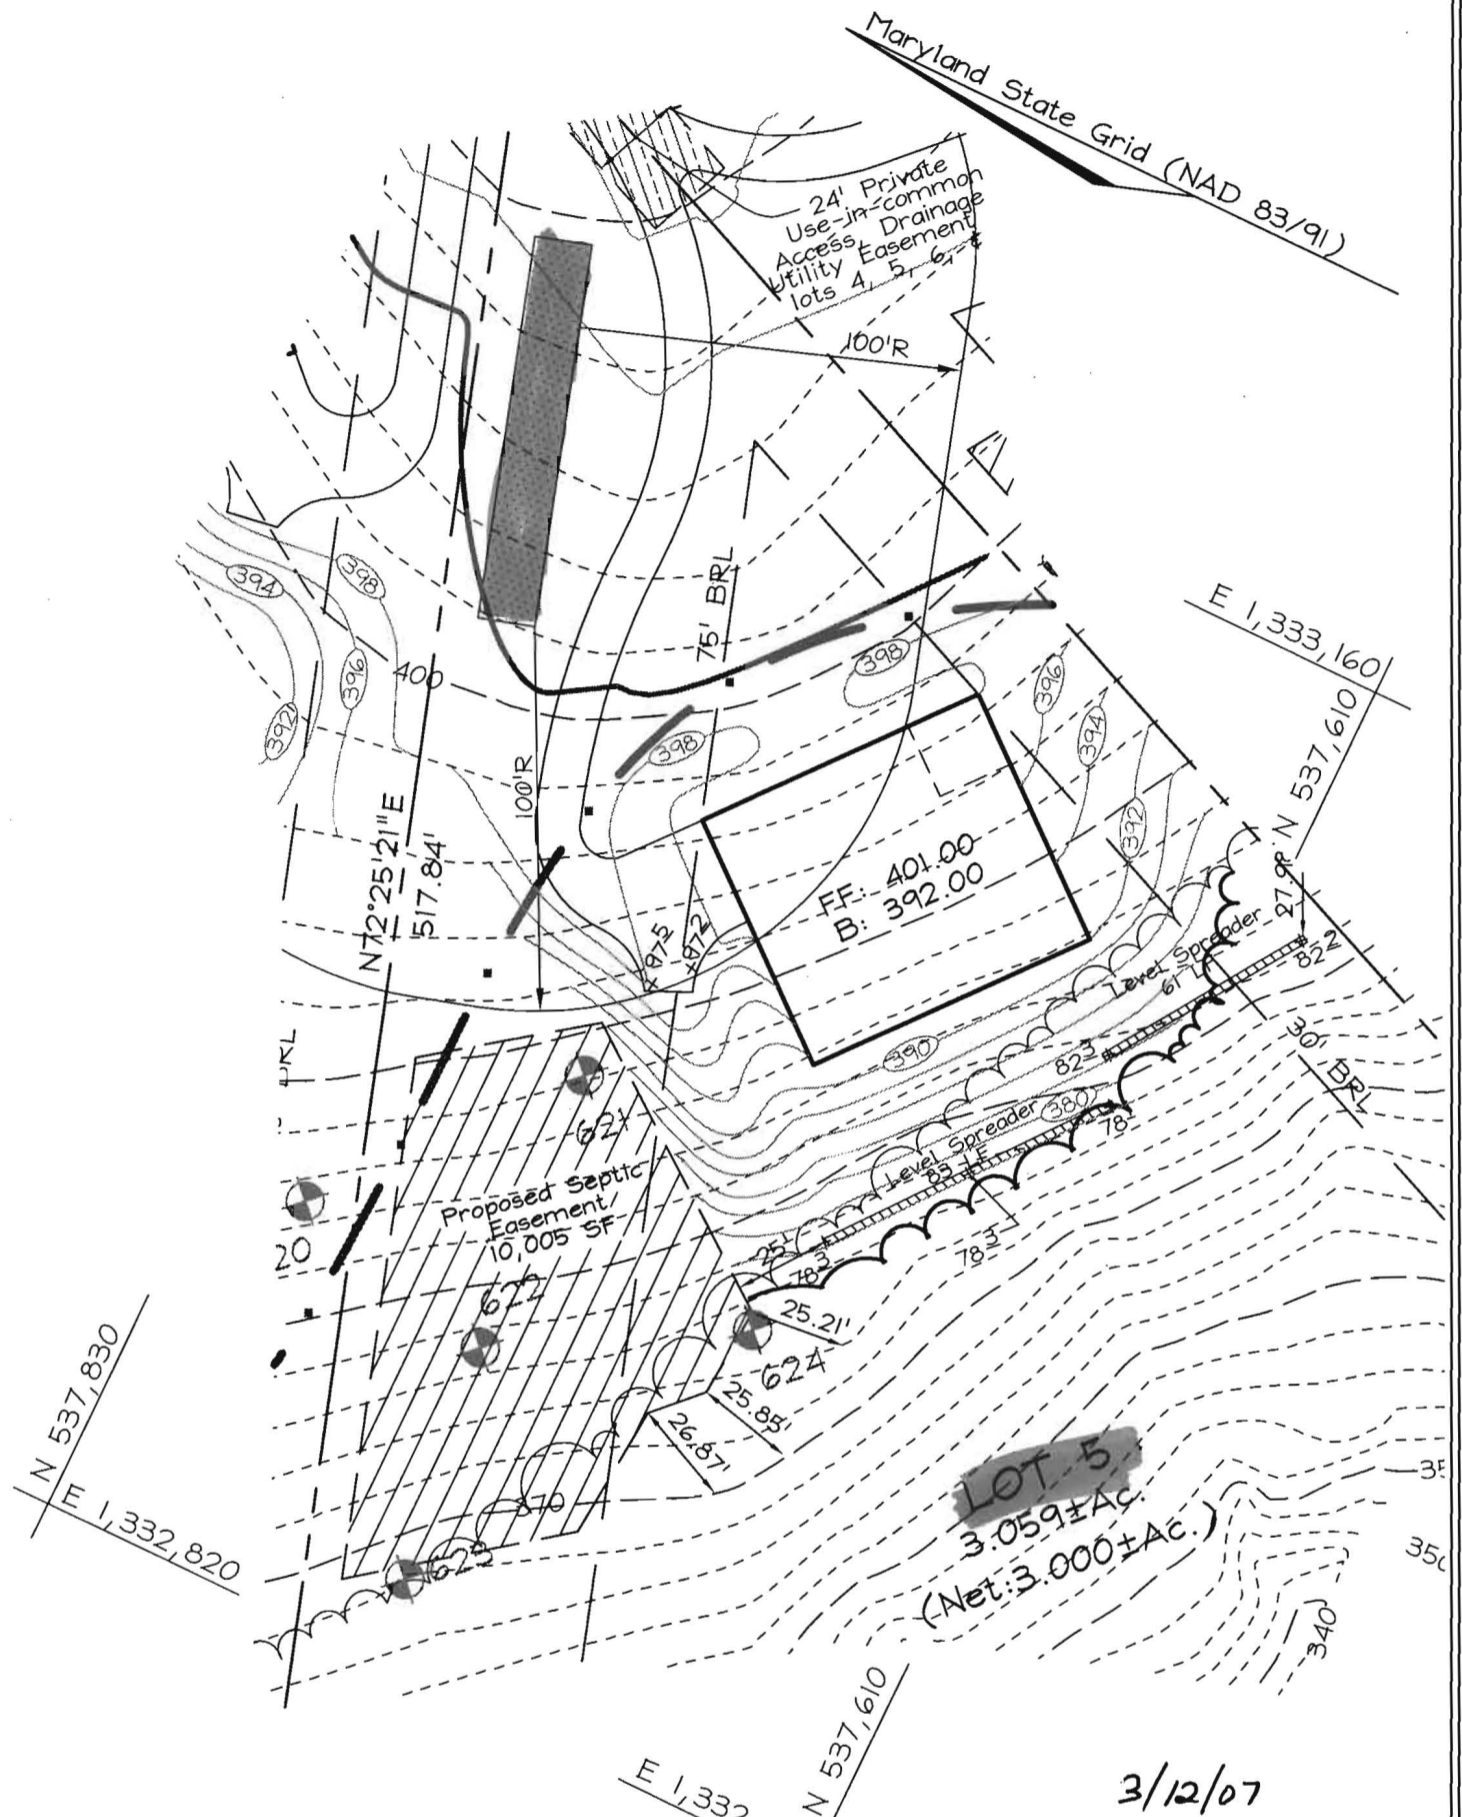 Maryland State Grid (NAD 83/91)
24' Private
Use-in-common
Access, Drainage
Utility Easement
lots 4, 5, 6,
100'R
75' BRL
394
398
396
392
400
398
398
396
394
392
E 1,333,160
N 537,610
100'R
N72°25'21"E
517.84'
FF: 401.00
B: 392.00
27.9'
Level Spreader
82²
82³
390
30' BRL
Level Spreader
380
83 LF
78
621
Proposed Septic
Easement
10,005 SF
20
25'
78³
78³
622
25.21'
624
25.85'
26.87'
N 537,830
E 1,332,820
370
623
LOT 5
3.059±Ac.
(Net:3.000±Ac.)
35
350
340
N 537,610
E 1,332
3/12/07